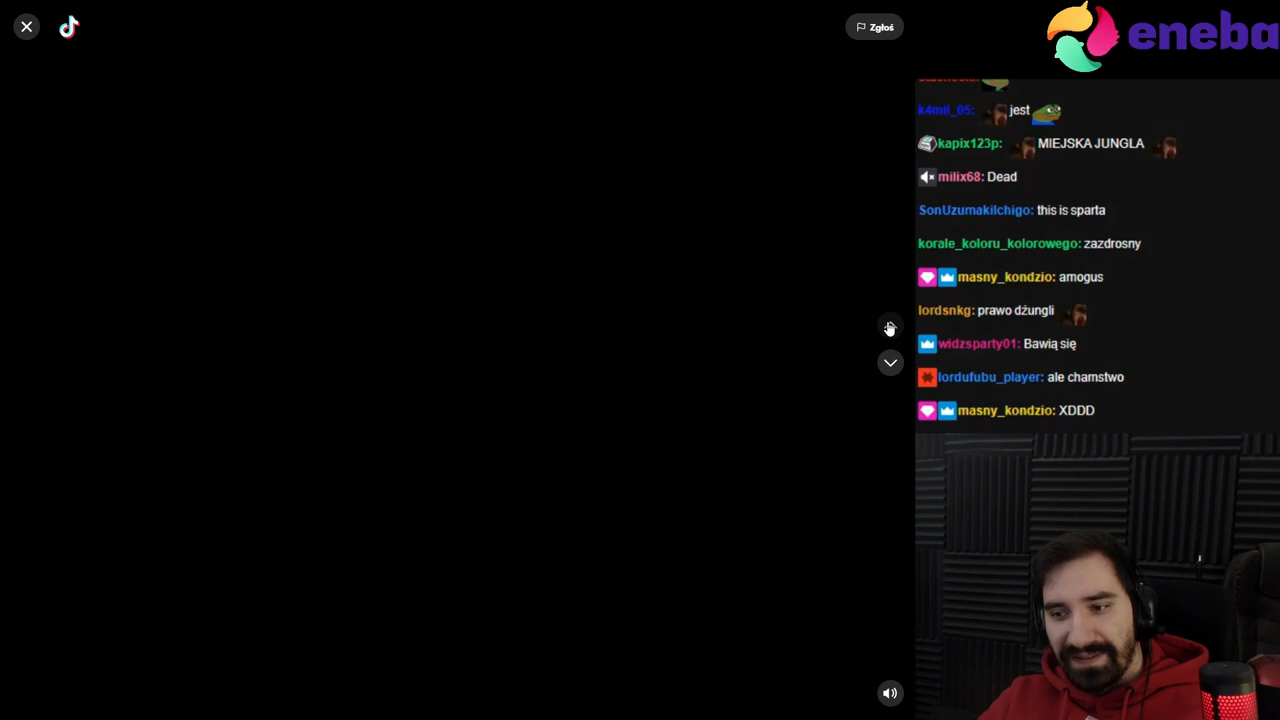 Zgłoś
eneba
k4mil_05: jest
kapix123p: MIEJSKA JUNGLA
milix68: Dead
SonUzumakiIchigo: this is sparta
korale_koloru_kolorowego: zazdrosny
masny_kondzio: amogus
lordsnkg: prawo dżungli
widzsparty01: Bawią się
lordufubu_player: ale chamstwo
masny_kondzio: XDDD